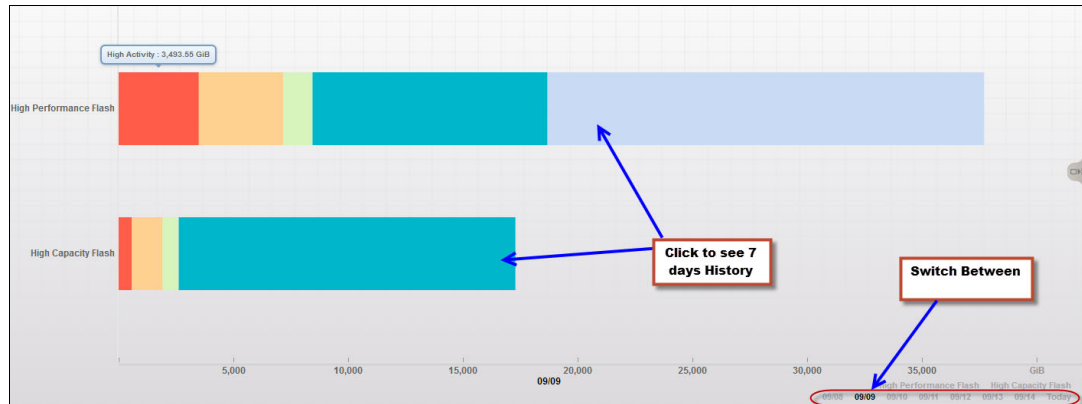 High Activity : 3,493.55 GiB
High Performance Flash
High Capacity Flash
Click to see 7
days History
Switch Between
5,000 10,000 15,000 20,000 25,000 30,000 35,000 GiB
09/09
High Performance Flash High Capacity Flash
09/08 09/09 09/10 09/11 09/12 09/13 09/14 Today